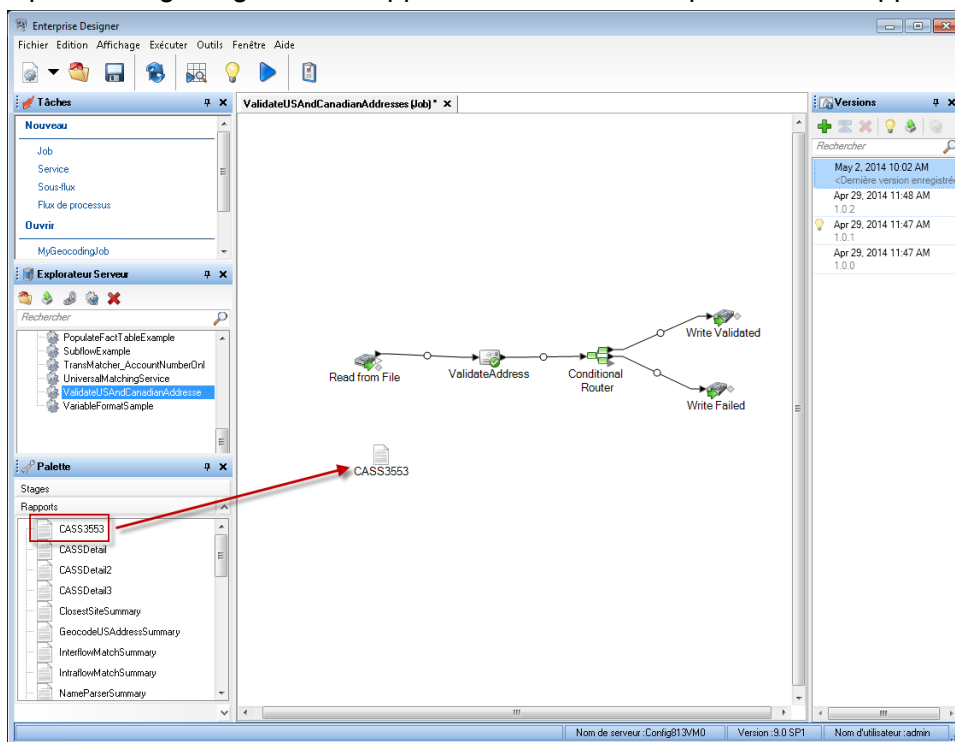 Enterprise Designer
Fichier Edition Affichage Exécuter Outils Fenêtre Aide
Tâches
Nouveau
Job
Service
Sous-flux
Flux de processus
Ouvrir
MyGeocodingJob
Explorateur Serveur
Rechercher
PopulateFactTableExample
SubflowExample
TransMatcher_AccountNumberOnl
UniversalMatchingService
ValidateUSAndCanadianAddresse
VariableFormatSample
Palette
Stages
Rapports
CASS3553
CASSDetail
CASSDetail2
CASSDetail3
ClosestSiteSummary
GeocodeUSAddressSummary
InterflowMatchSummary
IntraflowMatchSummary
NameParserSummary
ValidateUSAndCanadianAddresses (Job) *
Read from File
ValidateAddress
Conditional
Router
Write Validated
Write Failed
CASS3553
Versions
Rechercher
May 2, 2014 10:02 AM
<Dernière version enregistrée
Apr 29, 2014 11:48 AM
1.0.2
Apr 29, 2014 11:47 AM
1.0.1
Apr 29, 2014 11:47 AM
1.0.0
Nom de serveur :Config813VM0
Version :9.0 SP1
Nom d'utilisateur :admin